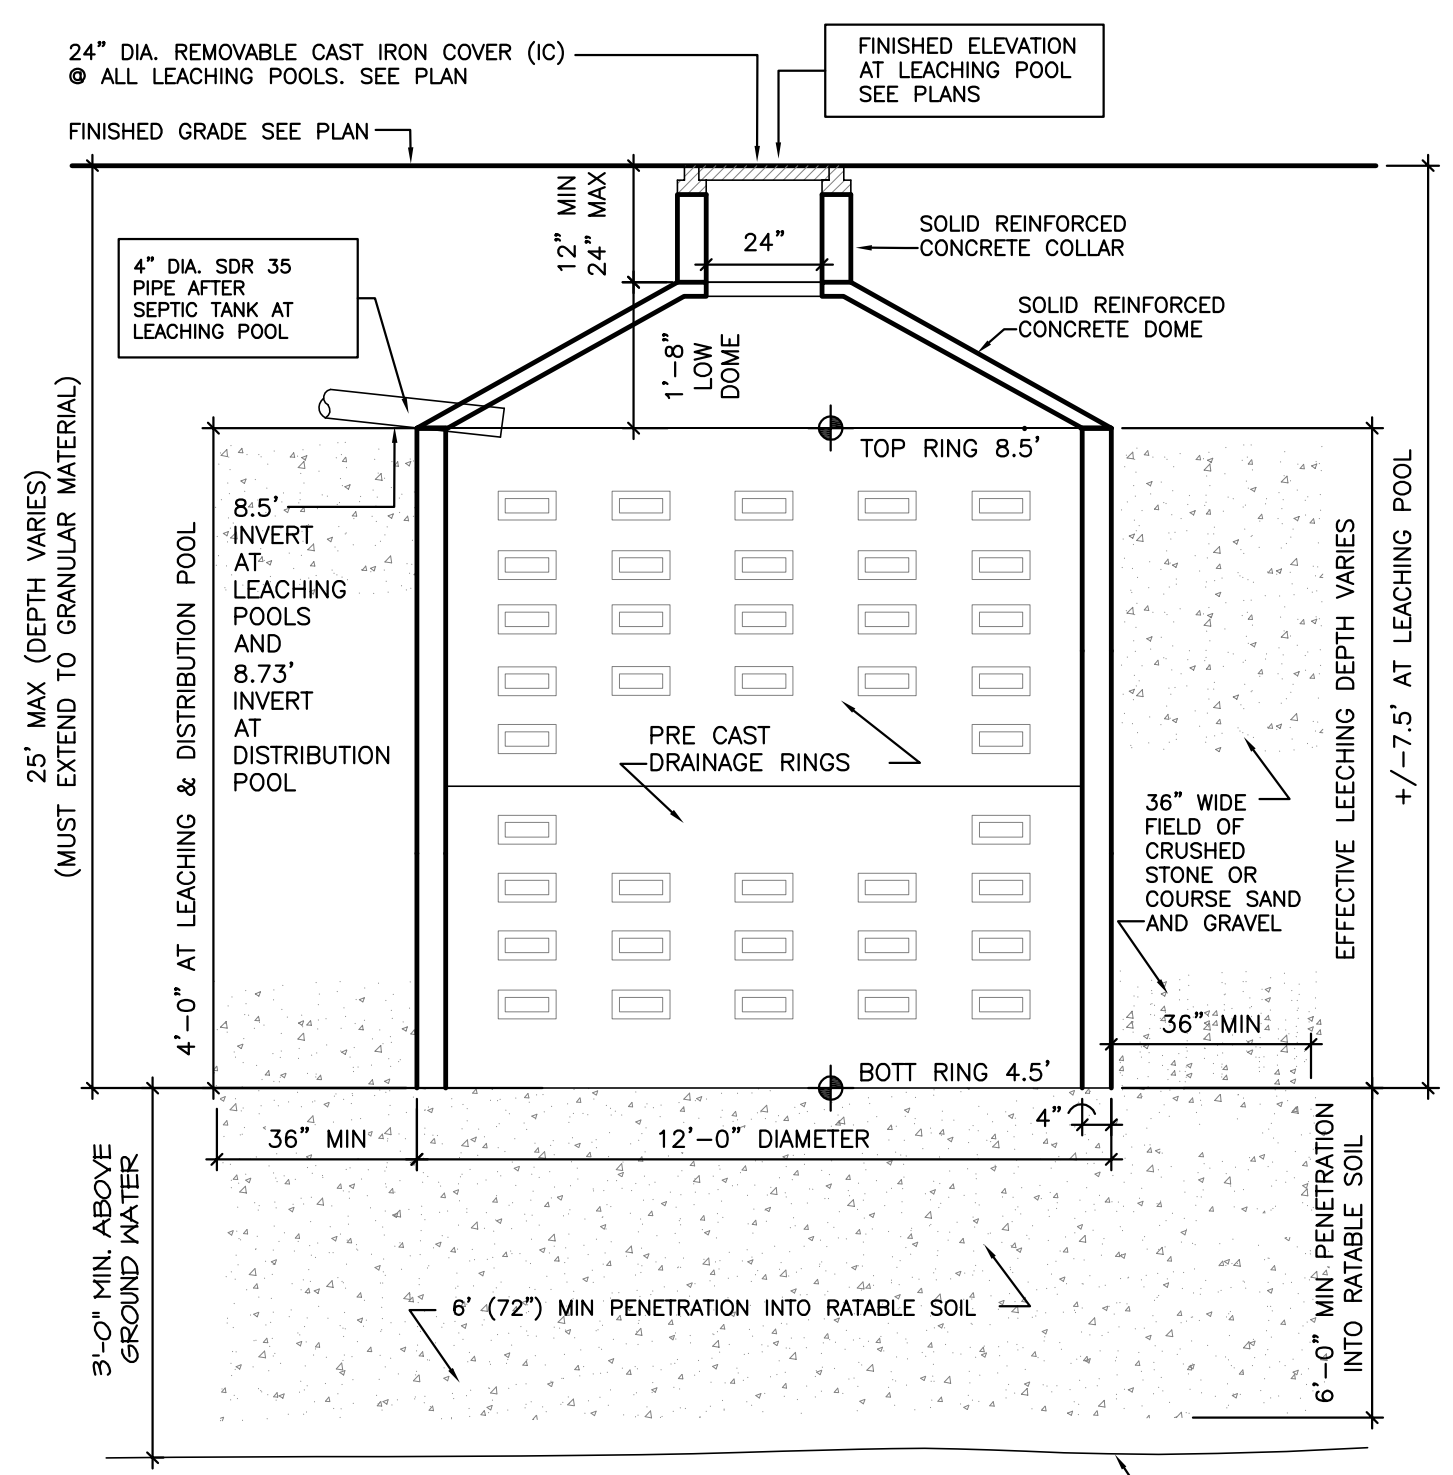 24" DIA. REMOVABLE CAST IRON COVER (IC)
@ ALL LEACHING POOLS. SEE PLAN
FINISHED ELEVATION
AT LEACHING POOL
SEE PLANS
FINISHED GRADE SEE PLAN
12" MIN
24" MAX
24"
SOLID REINFORCED
CONCRETE COLLAR
4" DIA. SDR 35
PIPE AFTER
SEPTIC TANK AT
LEACHING POOL
SOLID REINFORCED
CONCRETE DOME
1'-8"
LOW
DOME
TOP RING 8.5'
25' MAX (DEPTH VARIES)
(MUST EXTEND TO GRANULAR MATERIAL)
4'-0" AT LEACHING & DISTRIBUTION POOL
8.5'
INVERT
AT
LEACHING
POOLS
AND
8.73'
INVERT
AT
DISTRIBUTION
POOL
PRE CAST
DRAINAGE RINGS
36" WIDE
FIELD OF
CRUSHED
STONE OR
COURSE SAND
AND GRAVEL
EFFECTIVE LEECHING DEPTH VARIES
+/-7.5' AT LEACHING POOL
36" MIN
BOTT RING 4.5'
4"
36" MIN
12'-0" DIAMETER
3'-0" MIN. ABOVE
GROUND WATER
6' (72") MIN PENETRATION INTO RATABLE SOIL
6'-0" MIN PENETRATION
INTO RATABLE SOIL